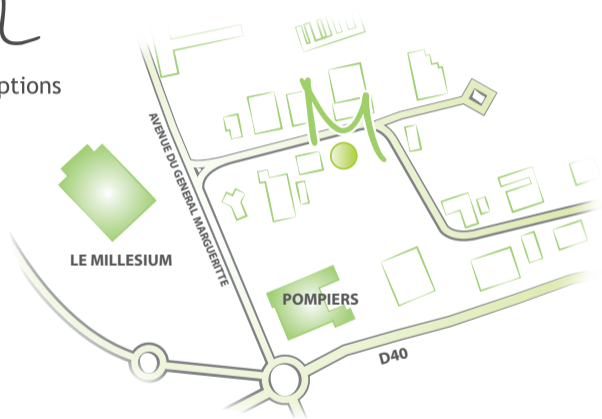 ptions
M
AVENUE DU GENERAL MARGUERITTE
LE MILLESIUM
POMPIERS
D40